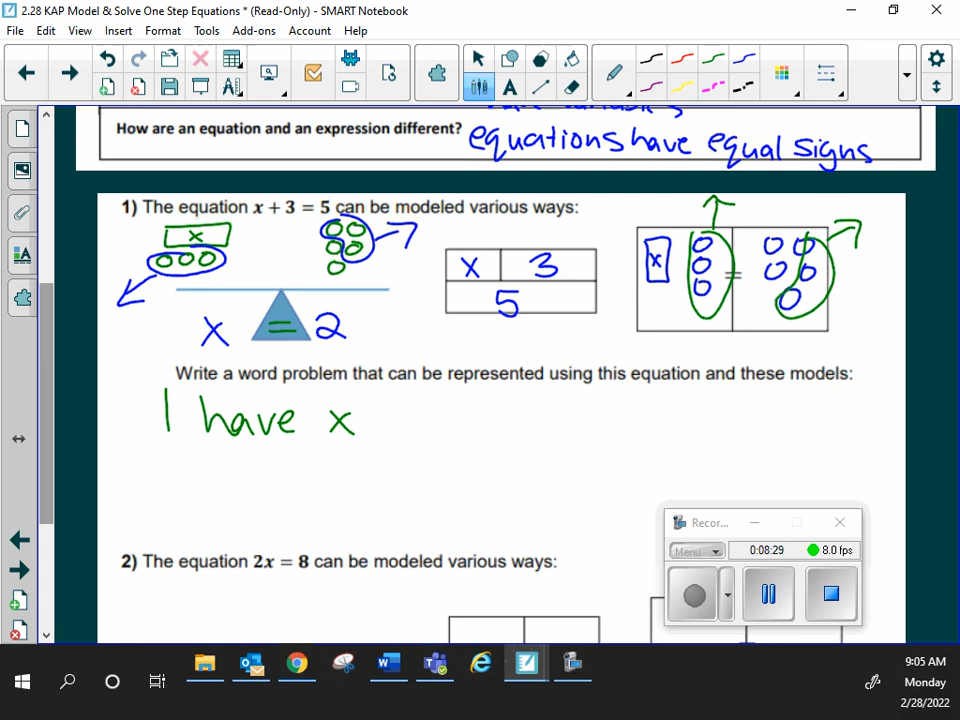 2.28 KAP Model & Solve One Step Equations * (Read-Only) - SMART Notebook
File Edit View Insert Format Tools Add-ons Account Help
How are an equation and an expression different?
equations have equal signs
1) The equation x + 3 = 5 can be modeled various ways:
x
x 3
5
x
=
x = 2
Write a word problem that can be represented using this equation and these models:
I have x
Recor...
Menu
0:08:29
8.0 fps
2) The equation 2x = 8 can be modeled various ways:
9:05 AM
Monday
2/28/2022